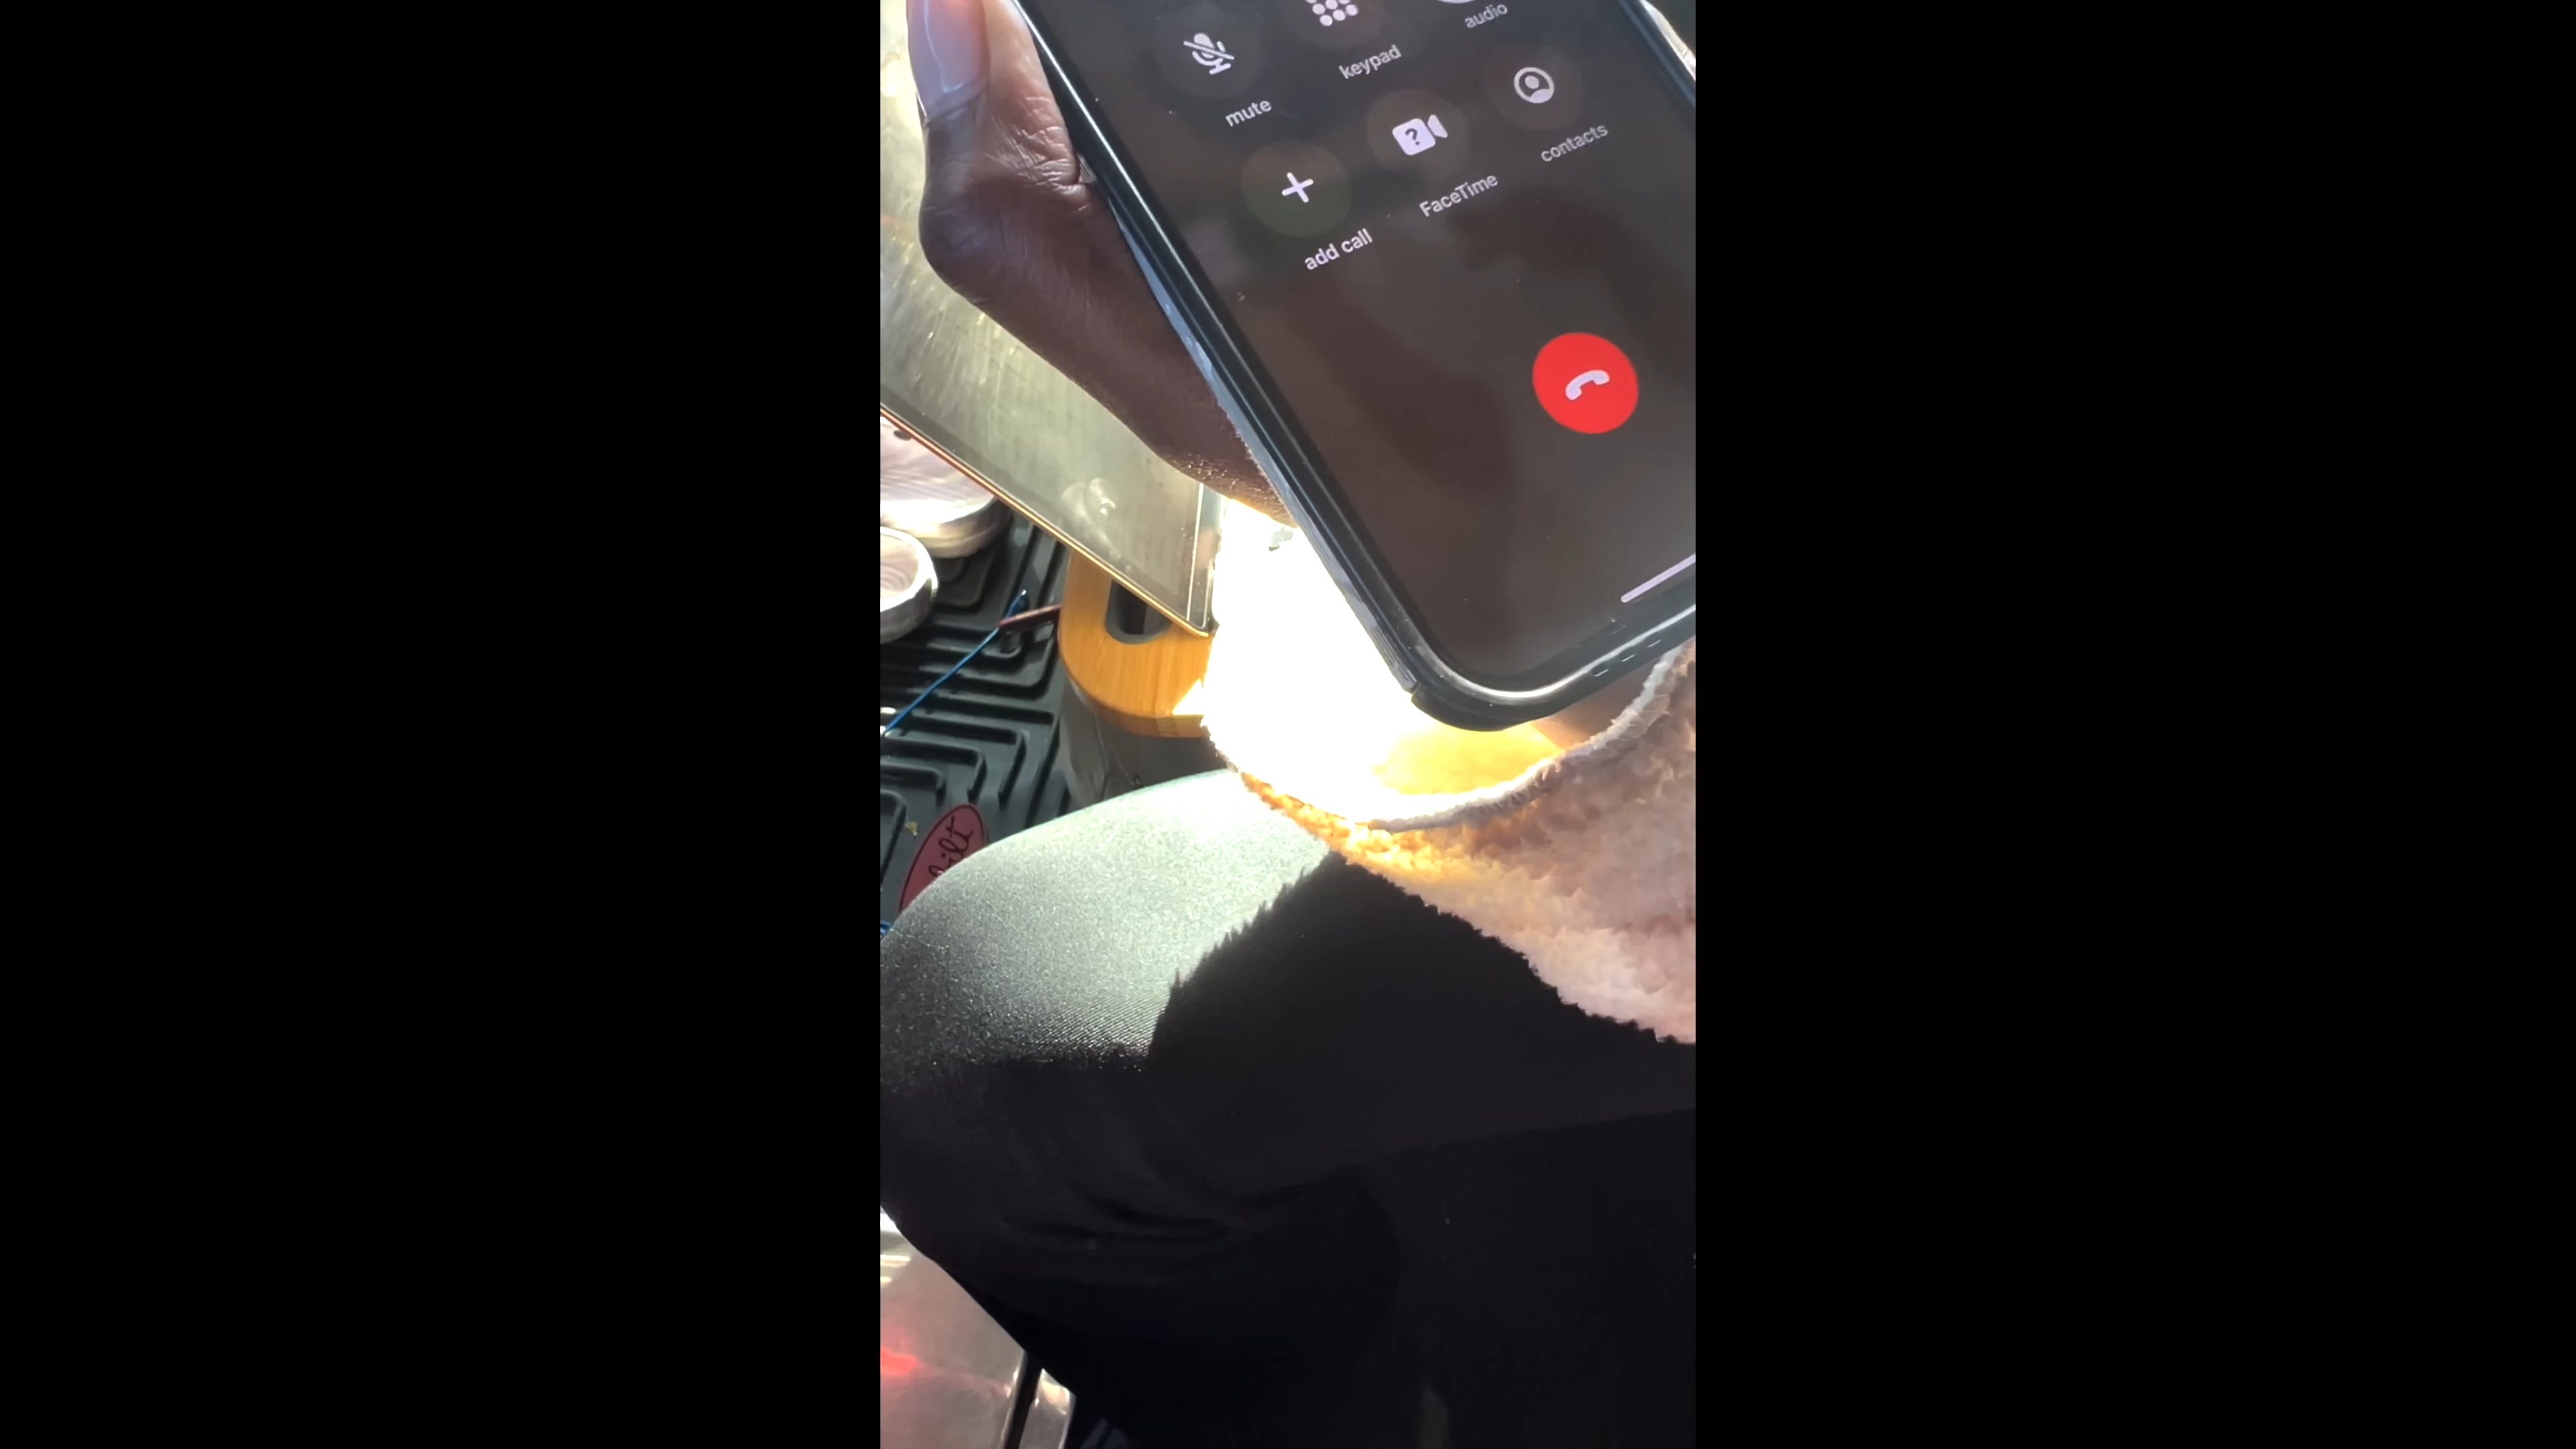 audio
keypad
mute
contacts
FaceTime
add call